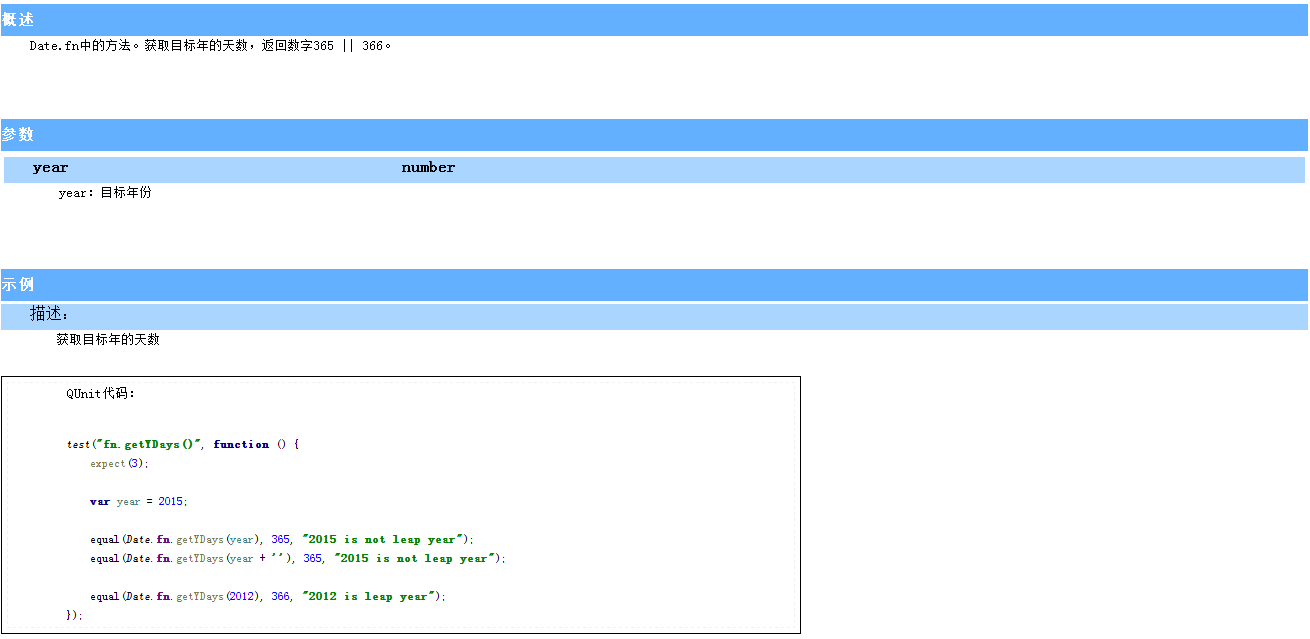 概述
Date.fn中的方法。获取目标年的天数，返回数字365 || 366。
参数
year number
year: 目标年份
示例
描述:
获取目标年的天数
QUnit代码:
test("fn.getYDays()", function () {
expect(3);
var year = 2015;
equal(Date.fn.getYDays(year), 365, "2015 is not leap year");
equal(Date.fn.getYDays(year + ''), 365, "2015 is not leap year");
equal(Date.fn.getYDays(2012), 366, "2012 is leap year");
});